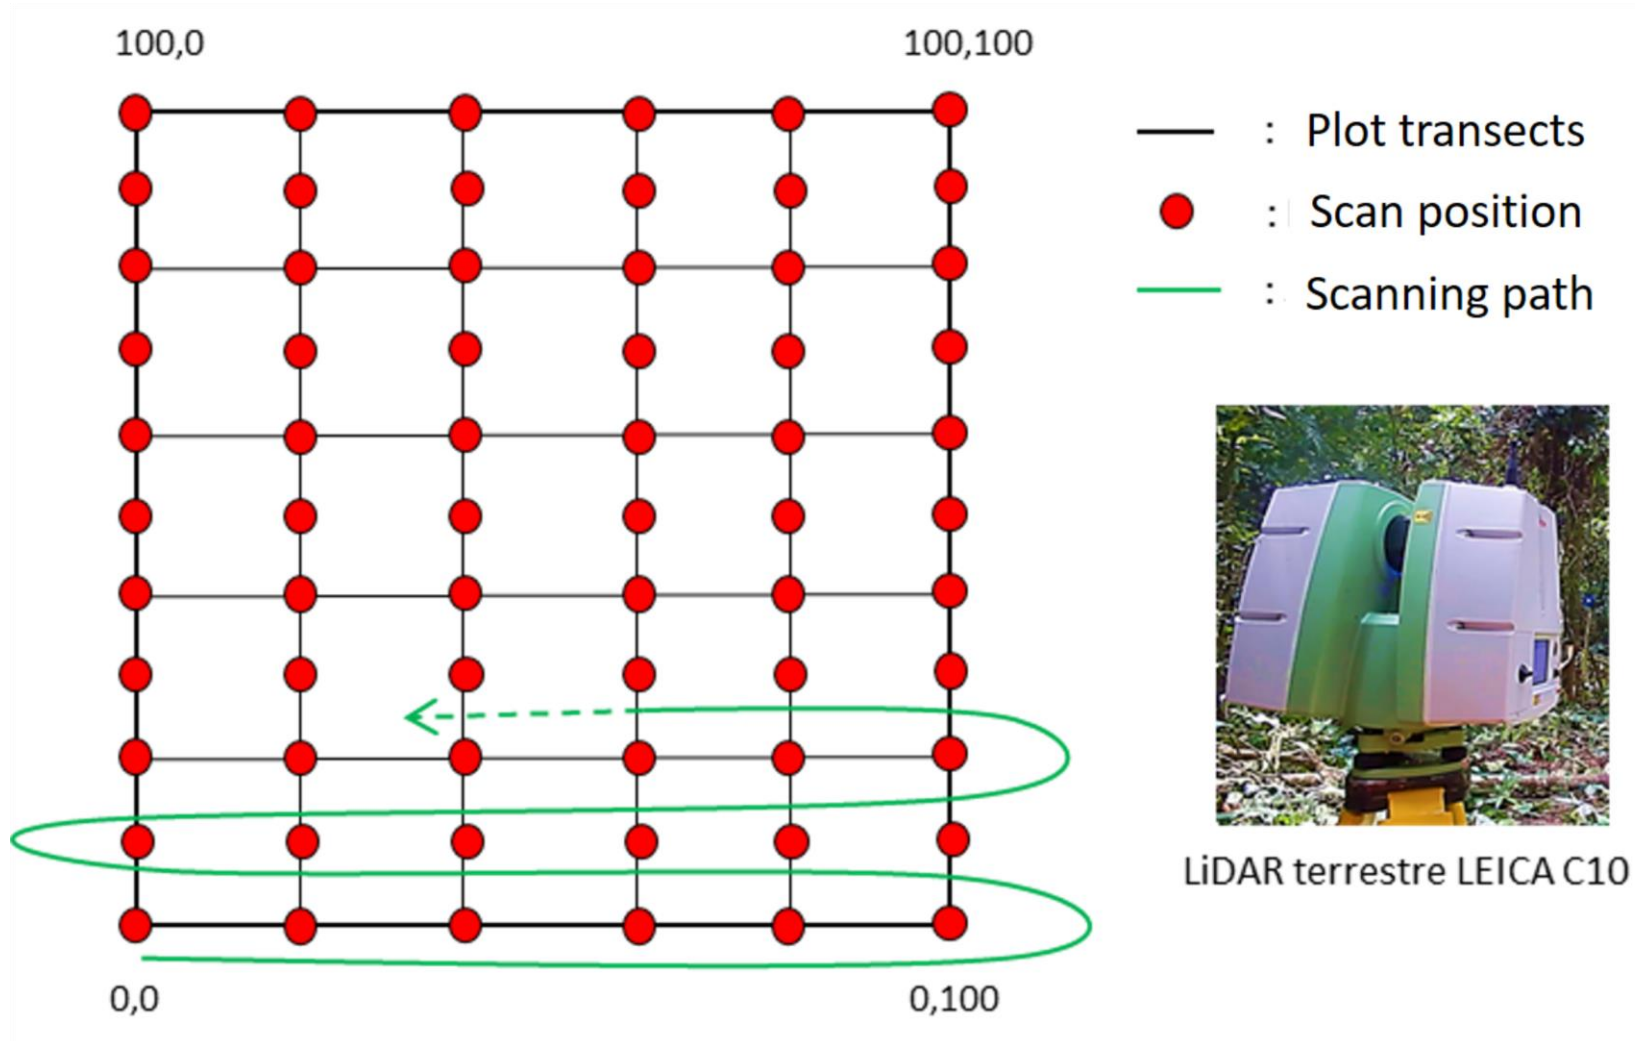 100,0
100,100
: Plot transects
: Scan position
: Scanning path
LiDAR terrestre LEICA C10
0,0
0,100